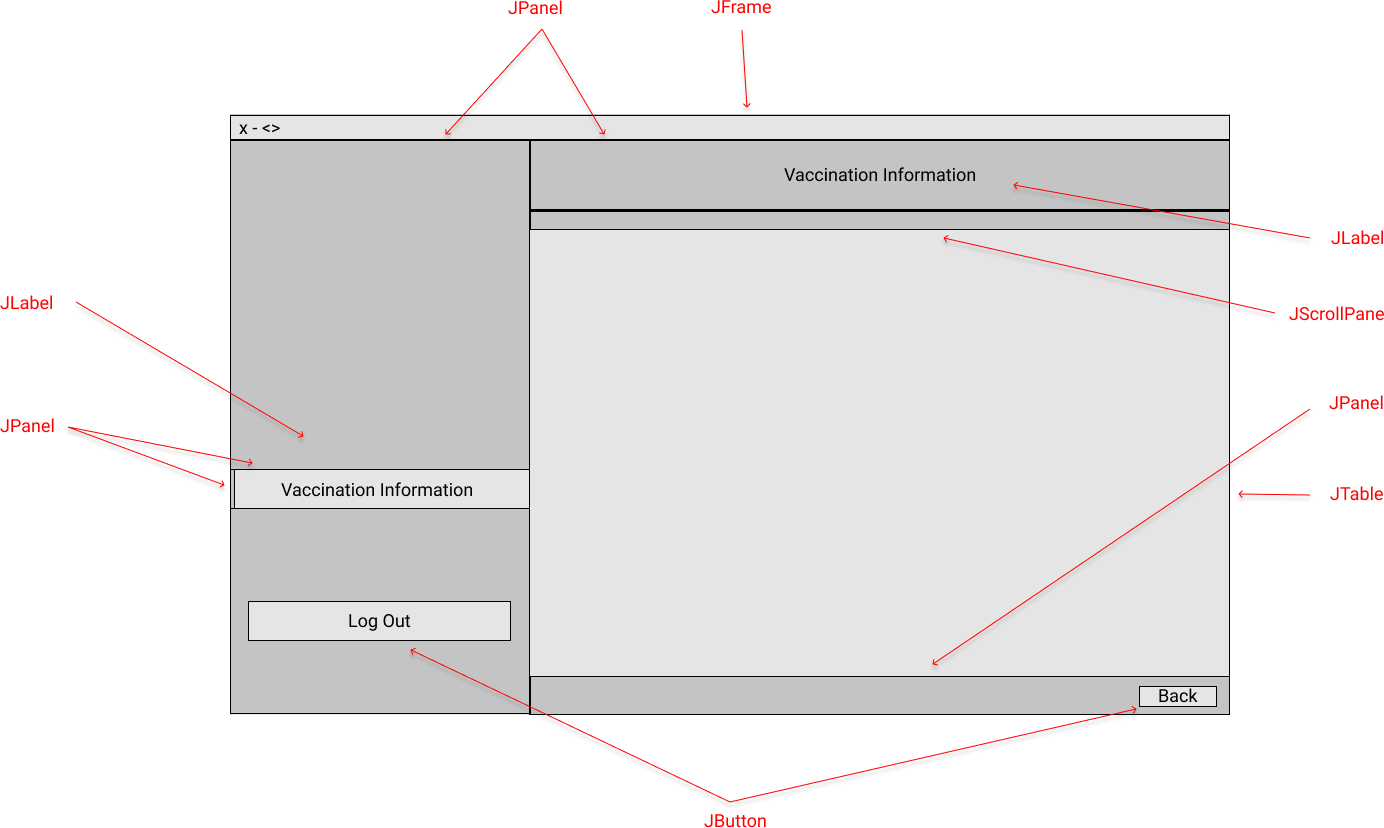 JPanel
JFrame
x - <>
Vaccination Information
JLabel
JLabel
JScrollPane
JPanel
JPanel
Vaccination Information
JTable
Log Out
Back
JButton